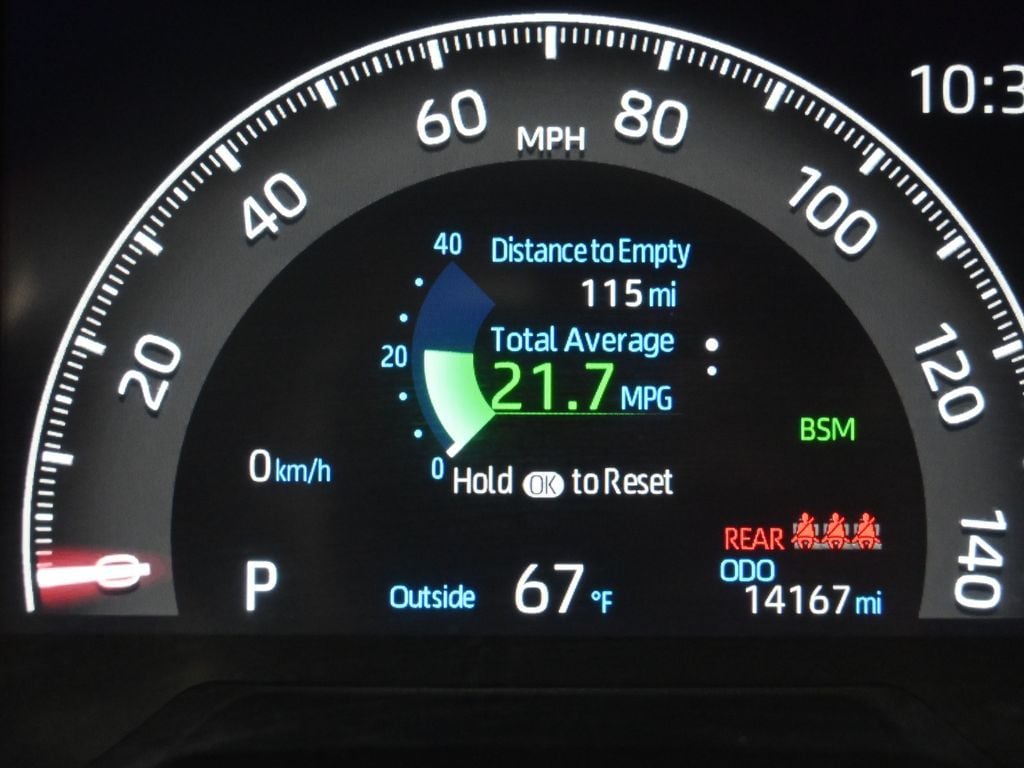 10:3
60
80
MPH
40
100
20
120
0
140
40
Distance to Empty
115 mi
20
Total Average
21.7 MPG
BSM
0 km/h
0
Hold OK to Reset
REAR
ODO
14167 mi
P
Outside 67 °F